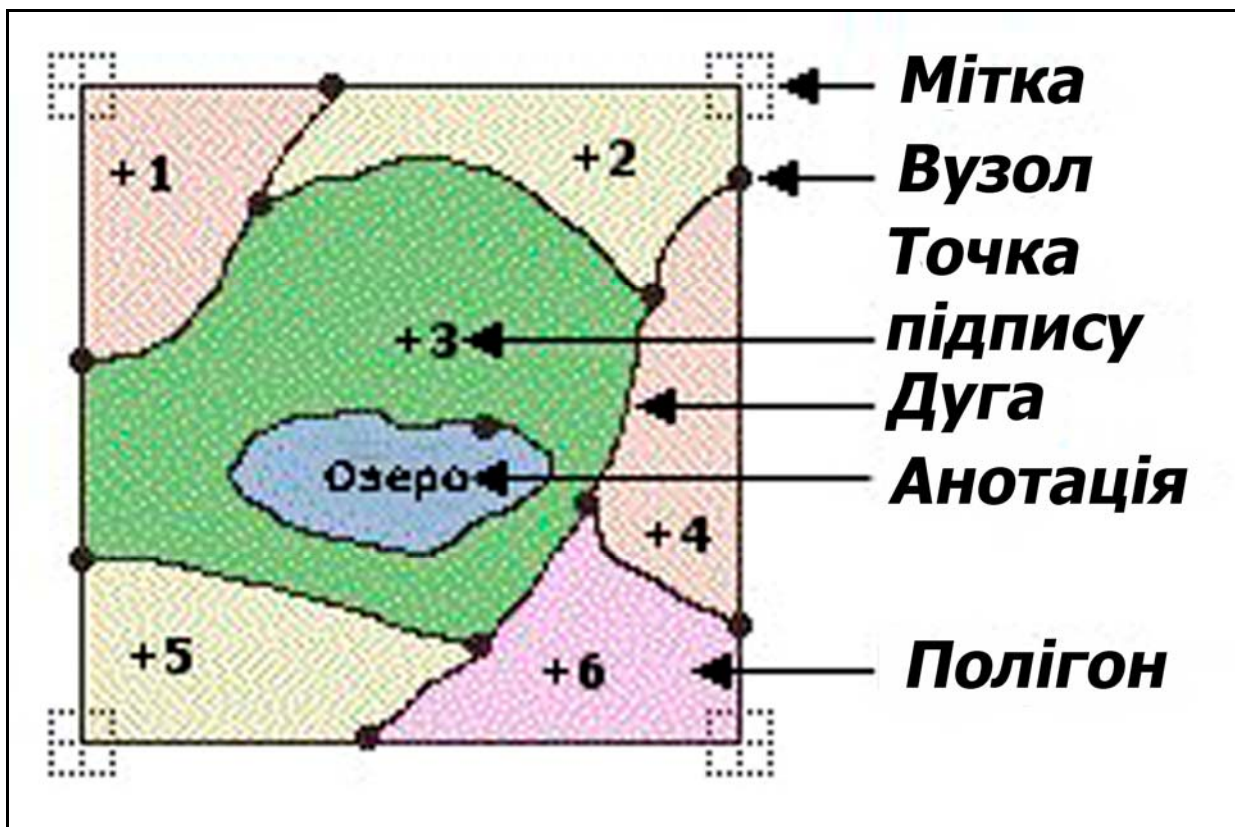 Мітка
+1
+2
Вузол
Точка
підпису
+3
Дуга
Озеро
Анотація
+4
+5
+6
Полігон